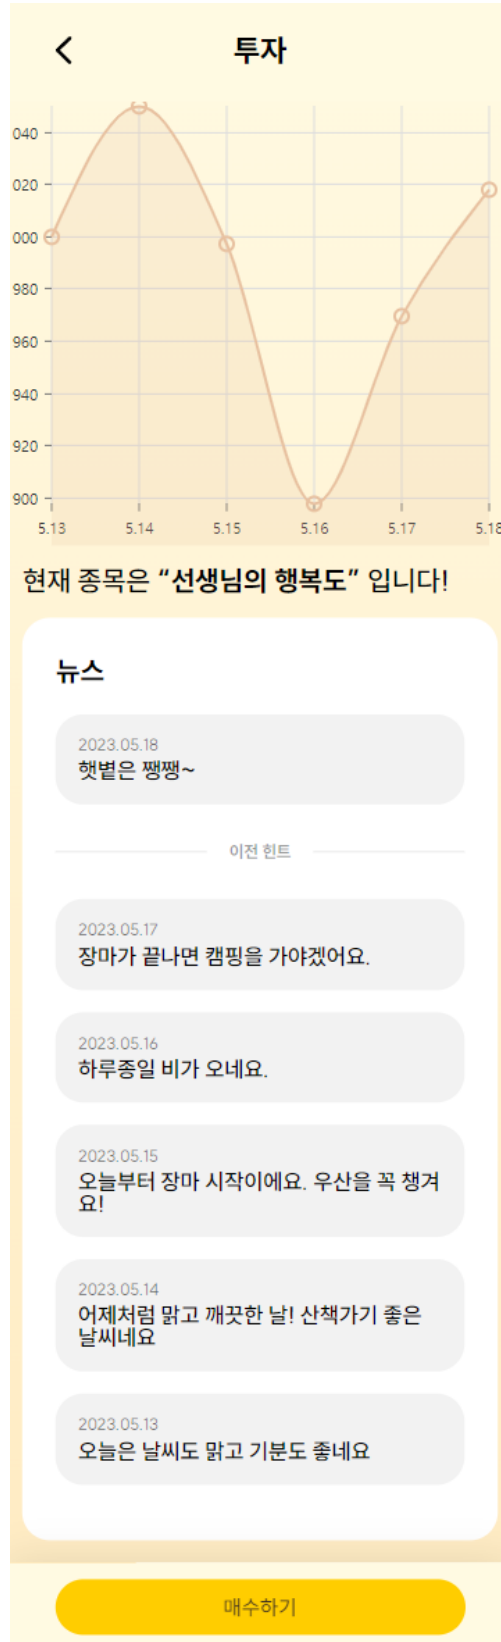 투자
040
020
000
980
960
940
920
900
5.13 5.14 5.15 5.16 5.17 5.18
현재 종목은 “선생님의 행복도” 입니다!
뉴스
2023.05.18
햇볕은 쨍쨍~
이전 힌트
2023.05.17
장마가 끝나면 캠핑을 가야겠어요.
2023.05.16
하루종일 비가 오네요.
2023.05.15
오늘부터 장마 시작이에요. 우산을 꼭 챙겨
요!
2023.05.14
어제처럼 맑고 깨끗한 날! 산책가기 좋은
날씨네요
2023.05.13
오늘은 날씨도 맑고 기분도 좋네요
매수하기